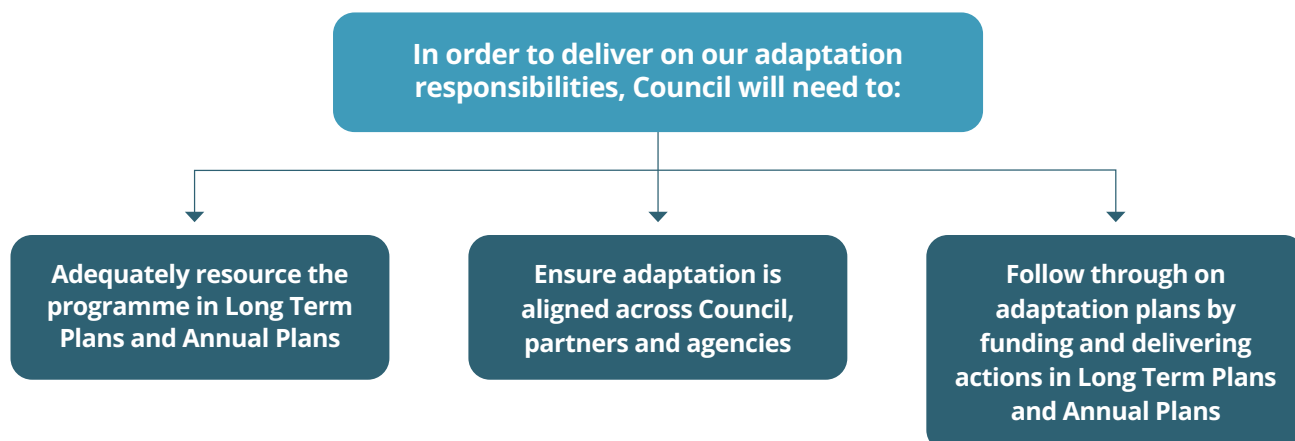 In order to deliver on our adaptation
responsibilities, Council will need to:
Adequately resource the
programme in Long Term
Plans and Annual Plans
Ensure adaptation is
aligned across Council,
partners and agencies
Follow through on
adaptation plans by
funding and delivering
actions in Long Term Plans
and Annual Plans